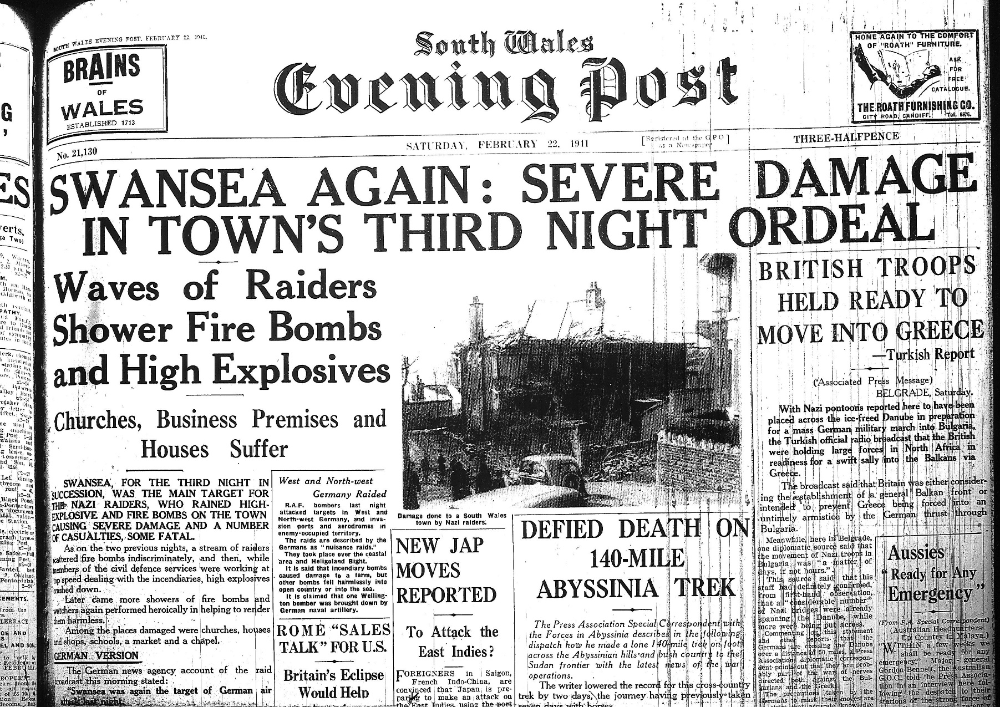 SOUTH WALES EVENING POST, FEBRUARY 22, 1941.
BRAINS
OF
WALES
ESTABLISHED 1713
South Wales
Evening Post
HOME AGAIN TO THE COMFORT
OF "ROATH" FURNITURE.
ASK
FOR
FREE
CATALOGUE.
THE ROATH FURNISHING CO.
CITY ROAD, CARDIFF. Tel. 5576.
No. 21,130
SATURDAY, FEBRUARY 22, 1941
[Registered at the G P O
as a Newspaper]
THREE-HALFPENCE
SWANSEA AGAIN: SEVERE DAMAGE
IN TOWN'S THIRD NIGHT ORDEAL
Waves of Raiders
Shower Fire Bombs
and High Explosives
Churches, Business Premises and
Houses Suffer
SWANSEA, FOR THE THIRD NIGHT IN
SUCCESSION, WAS THE MAIN TARGET FOR
THE NAZI RAIDERS, WHO RAINED HIGH-
EXPLOSIVE AND FIRE BOMBS ON THE TOWN
CAUSING SEVERE DAMAGE AND A NUMBER
OF CASUALTIES, SOME FATAL.
As on the two previous nights, a stream of raiders
scattered fire bombs indiscriminately, and then, while
members of the civil defence services were working at
top speed dealing with the incendiaries, high explosives
crashed down.
Later came more showers of fire bombs and
watchers again performed heroically in helping to render
them harmless.
Among the places damaged were churches, houses
and shops, schools, a market and a chapel.
GERMAN VERSION
The German news agency account of the raid
broadcast this morning stated:
"Swansea was again the target of German air
attack last night.
West and North-west
Germany Raided
R.A.F. bombers last night
attacked targets in West and
North-west Germany, and inva-
sion ports and aerodromes in
enemy-occupied territory.
The raids are described by the
Germans as "nuisance raids."
They took place over the coastal
area and Heligoland Bight.
It is said that incendiary bombs
caused damage to a farm, but
other bombs fell harmlessly into
open country or into the sea.
It is claimed that one Welling-
ton bomber was brought down by
German naval artillery.
ROME "SALES
TALK" FOR U.S.
Britain's Eclipse
Would Help
Damage done to a South Wales
town by Nazi raiders.
NEW JAP
MOVES
REPORTED
To Attack the
East Indies?
FOREIGNERS in Saigon,
French Indo-China, are
convinced that Japan is pre-
paring to make an attack on
the East Indies, using the port
DEFIED DEATH ON
140-MILE
ABYSSINIA TREK
The Press Association Special Correspondent with
the Forces in Abyssinia describes in the following
dispatch how he made a lone 140-mile trek on foot
across the Abyssinian hills and bush country to the
Sudan frontier with the latest news of the war
operations.
The writer lowered the record for this cross-country
trek by two days, the journey having previously taken
seven days with horses.
BRITISH TROOPS
HELD READY TO
MOVE INTO GREECE
—Turkish Report
(Associated Press Message)
BELGRADE, Saturday.
With Nazi pontoons reported here to have been
placed across the ice-freed Danube in preparation
for a mass German military march into Bulgaria,
the Turkish official radio broadcast that the British
were holding large forces in North Africa in
readiness for a swift sally into the Balkans via
Greece.
The broadcast said that Britain was either consider-
ing the establishment of a general Balkan front or
intended to prevent Greece being forced into an
untimely armistice by the German thrust through
Bulgaria.
Meanwhile, here in Belgrade,
one diplomatic source said that
the movement of Nazi troops in
Bulgaria was "a matter of
days, if not hours."
This source said that his
staff had definitely confirmed,
from first-hand observation,
that a "considerable number"
of Nazi bridges were already
spanning the Danube, while
more were being put across.
Commenting on this statement
and other reports that the
Germans are crossing the Danube
over a distance of 50 miles, Press
Association diplomatic correspon-
dent points out that they are prob-
ably part of the war of nerves
directed both against the Bul-
garians and the Greeks.
The precautions taken by the
Germans to mask their moves are
Aussies
"Ready for Any
Emergency"
(From P.A. Special Correspondent)
(Australian Headquarters
Up Country in Malaya.)
"WITHIN a few weeks we
shall be ready for any
emergency," Major-general
Gordon Bennett, the Australian
G.O.C., told the Press Associa-
tion in an interview here fol-
lowing the despatch to their
stations of the strong force of